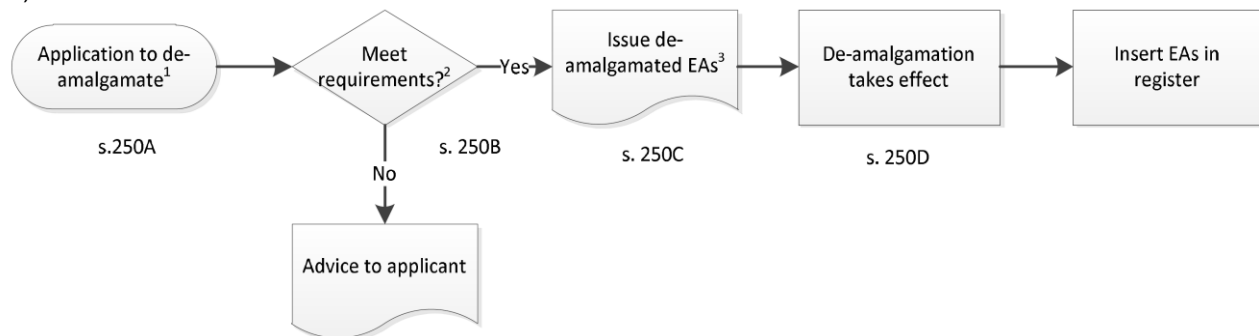 Application to de-
amalgamate¹
Meet
requirements?²
Yes
Issue de-
amalgamated EAs³
De-amalgamation
takes effect
Insert EAs in
register
s.250A
s. 250B
s. 250C
s. 250D
No
Advice to applicant